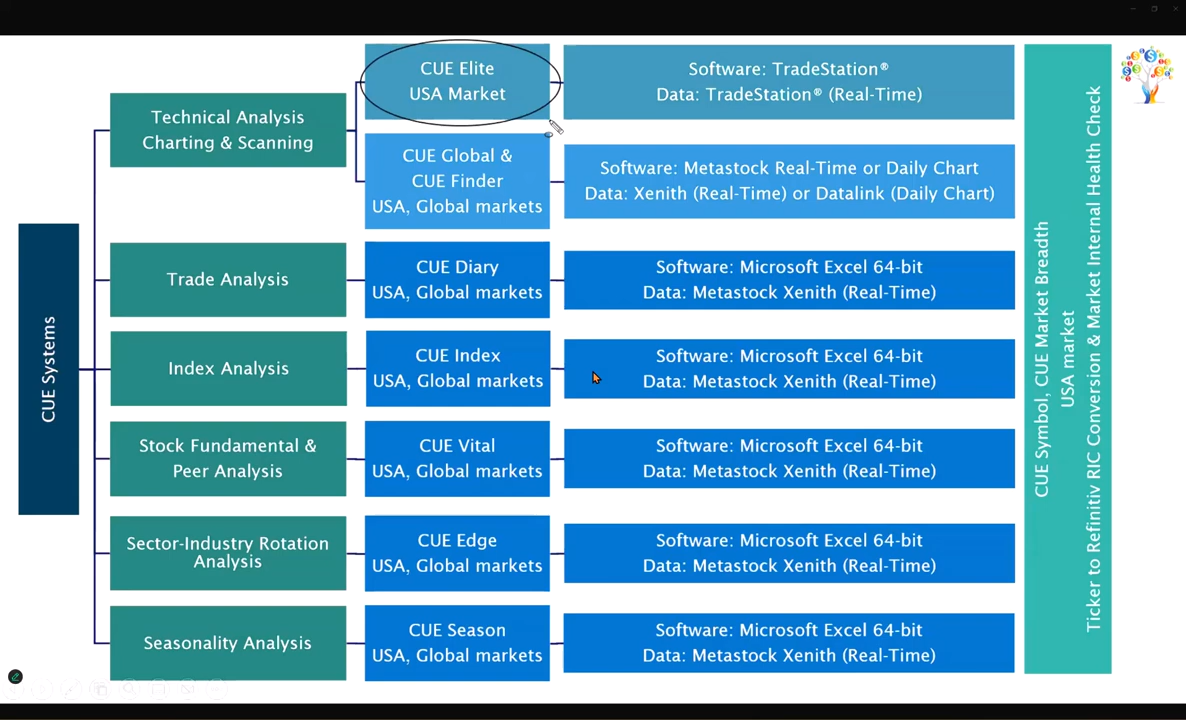 CUE Systems
Technical Analysis
Charting & Scanning
CUE Elite
USA Market
Software: TradeStation®
Data: TradeStation® (Real-Time)
CUE Global &
CUE Finder
USA, Global markets
Software: Metastock Real-Time or Daily Chart
Data: Xenith (Real-Time) or Datalink (Daily Chart)
Trade Analysis
CUE Diary
USA, Global markets
Software: Microsoft Excel 64-bit
Data: Metastock Xenith (Real-Time)
Index Analysis
CUE Index
USA, Global markets
Software: Microsoft Excel 64-bit
Data: Metastock Xenith (Real-Time)
Stock Fundamental &
Peer Analysis
CUE Vital
USA, Global markets
Software: Microsoft Excel 64-bit
Data: Metastock Xenith (Real-Time)
Sector-Industry Rotation
Analysis
CUE Edge
USA, Global markets
Software: Microsoft Excel 64-bit
Data: Metastock Xenith (Real-Time)
Seasonality Analysis
CUE Season
USA, Global markets
Software: Microsoft Excel 64-bit
Data: Metastock Xenith (Real-Time)
CUE Symbol, CUE Market Breadth
USA market
Ticker to Refinitiv RIC Conversion & Market Internal Health Check